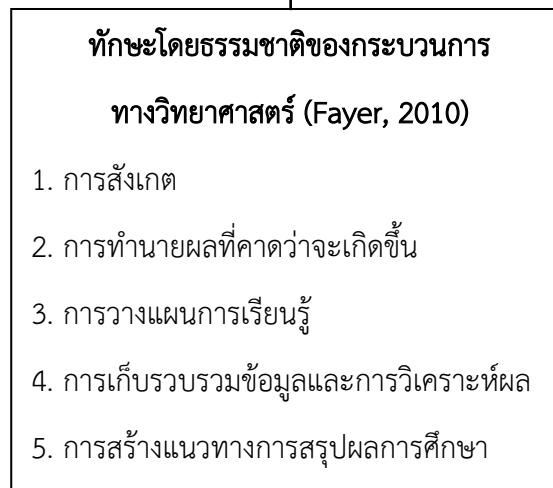 ทักษะโดยธรรมชาติของกระบวนการ
ทางวิทยาศาสตร์ (Fayer, 2010)
1. การสังเกต
2. การทำนายผลที่คาดว่าจะเกิดขึ้น
3. การวางแผนการเรียนรู้
4. การเก็บรวบรวมข้อมูลและการวิเคราะห์ผล
5. การสร้างแนวทางการสรุปผลการศึกษา